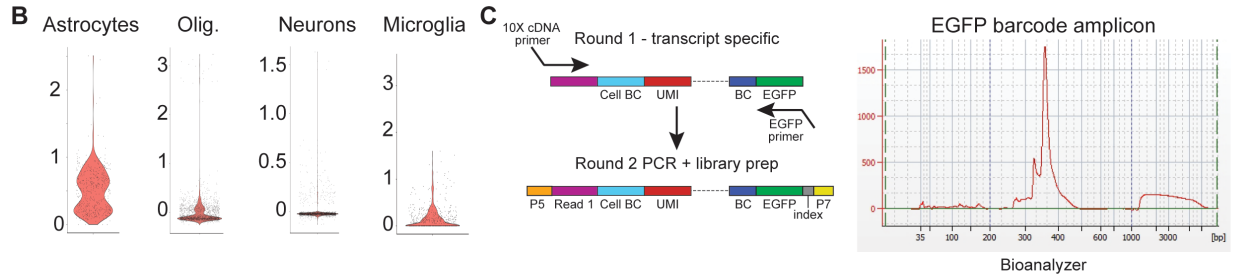 B
Astrocytes
2
1
0
Olig.
3
2
1
0
Neurons
1.5
1.0
0.5
0
Microglia
3
2
1
0
C
10X cDNA
primer
Round 1 - transcript specific
Cell BC UMI BC EGFP
EGFP
primer
Round 2 PCR + library prep
P5 Read 1 Cell BC UMI BC EGFP P7
index
EGFP barcode amplicon
1500
1000
500
0
35 100 200 300 400 600 1000 3000 [bp]
Bioanalyzer